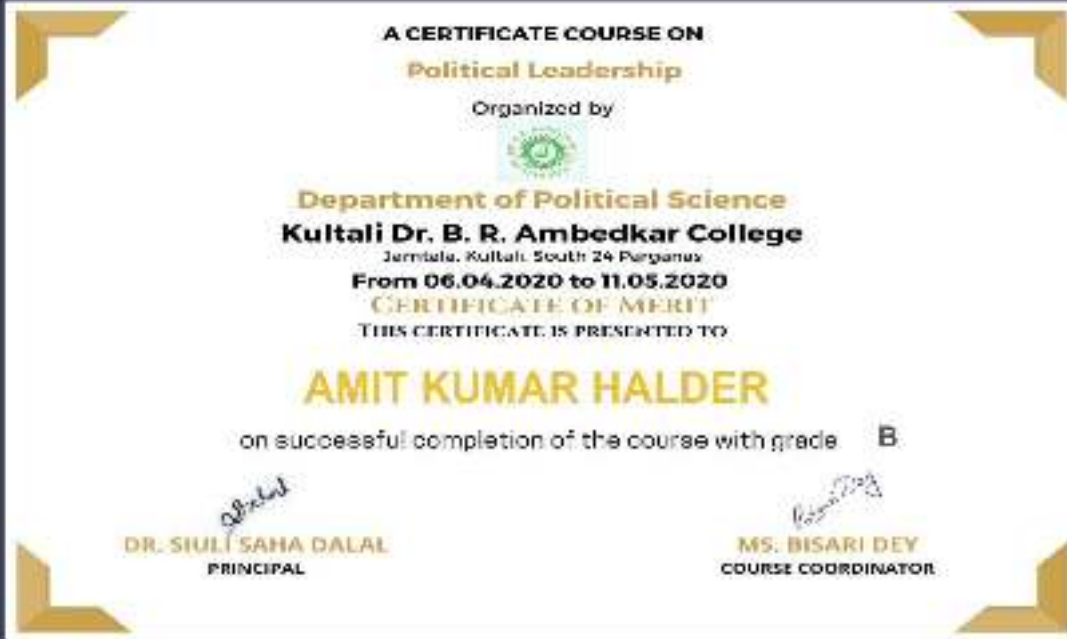 A CERTIFICATE COURSE ON
Political Leadership
Organized by
Department of Political Science
Kultali Dr. B. R. Ambedkar College
Jamtala, Kultali, South 24 Parganas
From 06.04.2020 to 11.05.2020
CERTIFICATE OF MERIT
THIS CERTIFICATE IS PRESENTED TO
AMIT KUMAR HALDER
on successful completion of the course with grade B
DR. SIULI SAHA DALAL
PRINCIPAL
MS. BISARI DEY
COURSE COORDINATOR